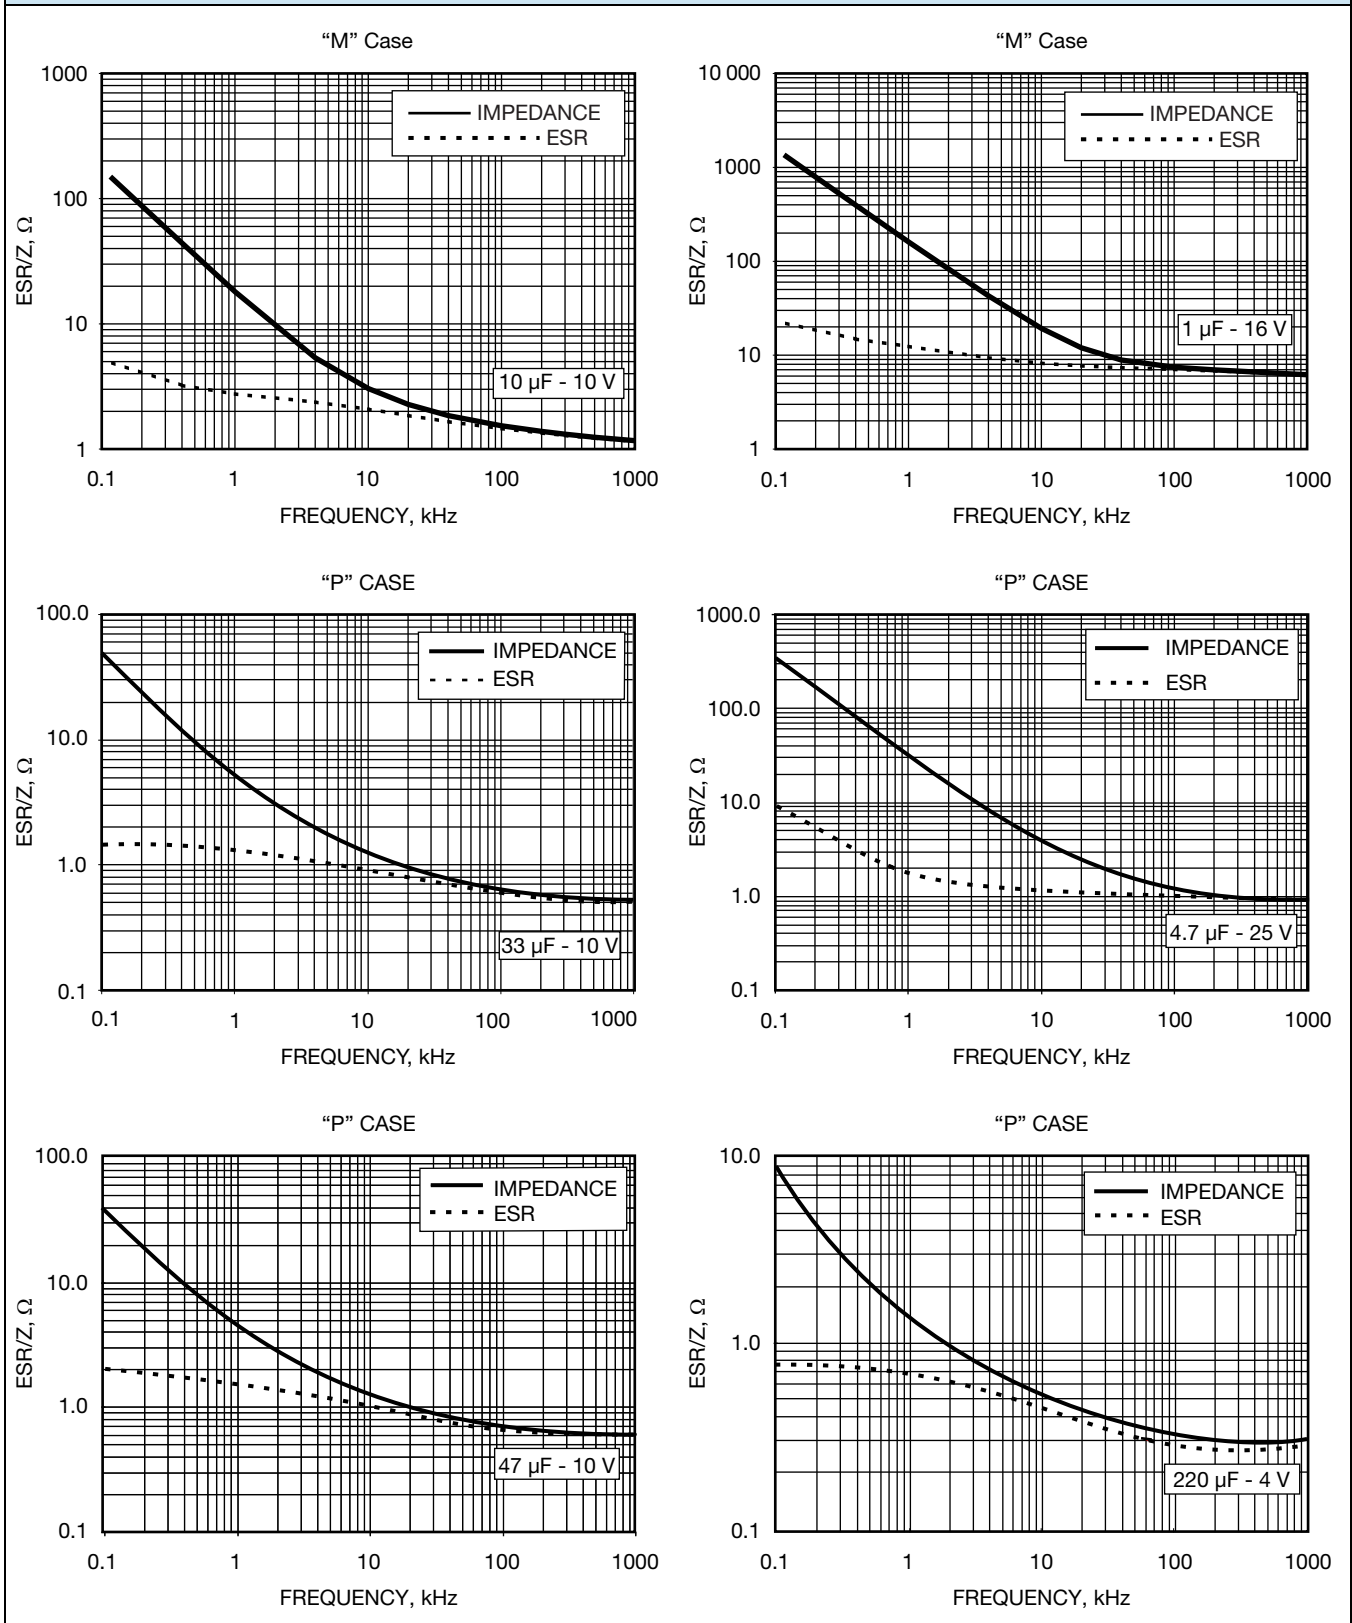 “M” Case
1000
100
10
1
ESR/Z, Ω
IMPEDANCE
ESR
10 µF - 10 V
0.1 1 10 100 1000
FREQUENCY, kHz
“M” Case
10 000
1000
100
10
1
ESR/Z, Ω
IMPEDANCE
ESR
1 µF - 16 V
0.1 1 10 100 1000
FREQUENCY, kHz
“P” CASE
100.0
10.0
1.0
0.1
ESR/Z, Ω
IMPEDANCE
ESR
33 µF - 10 V
0.1 1 10 100 1000
FREQUENCY, kHz
“P” CASE
1000.0
100.0
10.0
1.0
0.1
ESR/Z, Ω
IMPEDANCE
ESR
4.7 µF - 25 V
0.1 1 10 100 1000
FREQUENCY, kHz
“P” CASE
100.0
10.0
1.0
0.1
ESR/Z, Ω
IMPEDANCE
ESR
47 µF - 10 V
0.1 1 10 100 1000
FREQUENCY, kHz
“P” CASE
10.0
1.0
0.1
ESR/Z, Ω
IMPEDANCE
ESR
220 µF - 4 V
0.1 1 10 100 1000
FREQUENCY, kHz